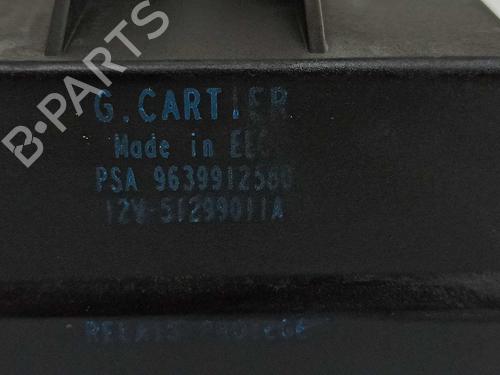 G.CARTIER
Made in EEC
PSA 9639912580
12V-51299011A
B-PARTS